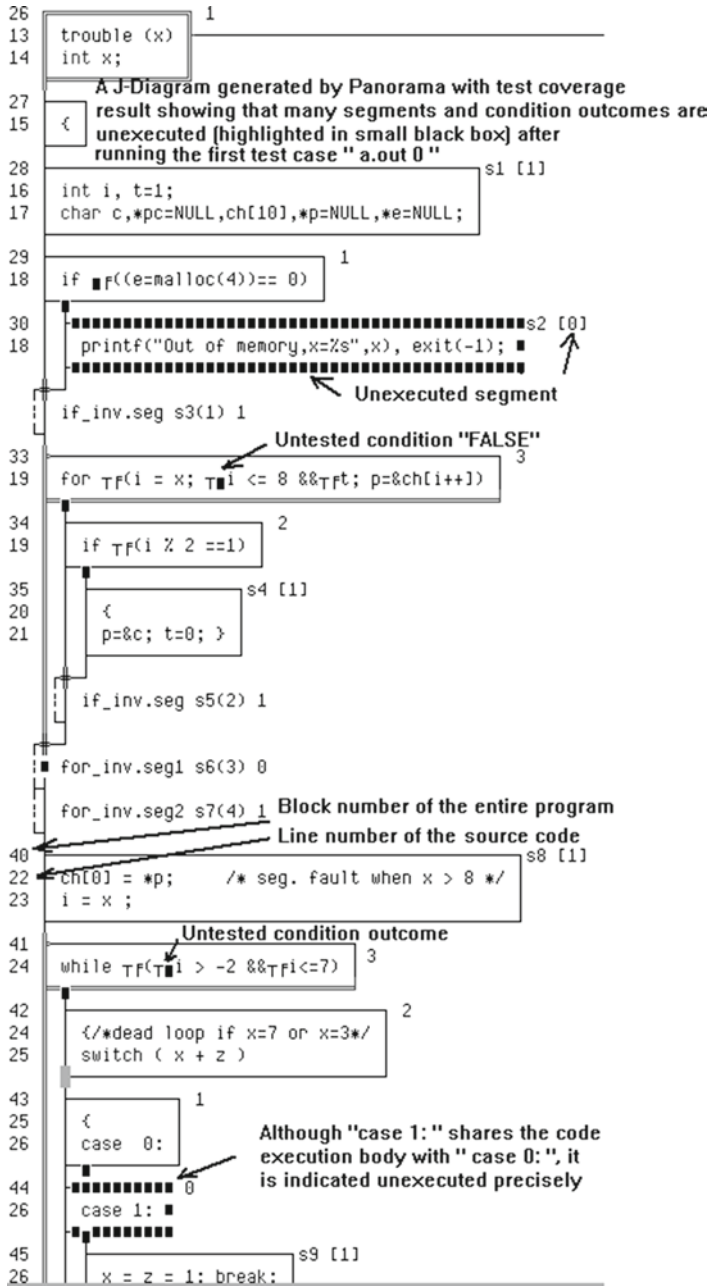 26 1
13 trouble (x)
14 int x;
A J-Diagram generated by Panorama with test coverage
27 result showing that many segments and condition outcomes are
15 { unexecuted (highlighted in small black box) after
running the first test case " a.out 0 "
28 s1 [1]
16 int i, t=1;
17 char c,*pc=NULL,ch[10],*p=NULL,*e=NULL;
29 1
18 if F((e=malloc(4))== 0)
30 s2 [0]
18 printf("Out of memory,x=%s",x), exit(-1);
Unexecuted segment
if_inv.seg s3(1) 1
Untested condition "FALSE"
33 3
19 for TF(i = x; T i <= 8 &&TFt; p=&ch[i++])
34 2
19 if TF(i % 2 ==1)
35 s4 [1]
20 {
21 p=&c; t=0; }
if_inv.seg s5(2) 1
for_inv.seg1 s6(3) 0
for_inv.seg2 s7(4) 1 Block number of the entire program
Line number of the source code
40 s8 [1]
22 ch[0] = *p; /* seg. fault when x > 8 */
23 i = x ;
Untested condition outcome
41 3
24 while TF(T i > -2 &&TFi<=7)
42 2
24 {/*dead loop if x=7 or x=3*/
25 switch ( x + z )
43 1
25 {
26 case 0:
Although "case 1:" shares the code
execution body with " case 0: ", it
is indicated unexecuted precisely
44 0
26 case 1:
45 s9 [1]
26 x = z = 1; break;